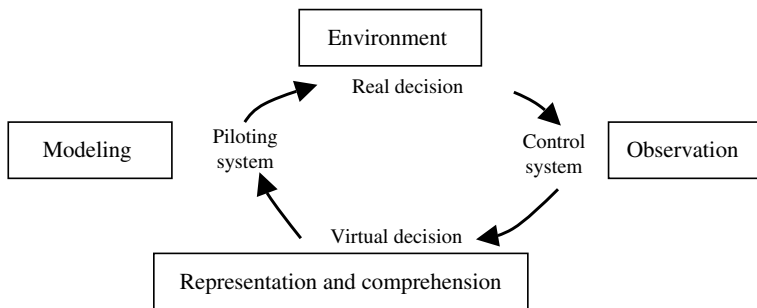 Environment
Real decision
Modeling
Piloting
system
Control
system
Observation
Virtual decision
Representation and comprehension